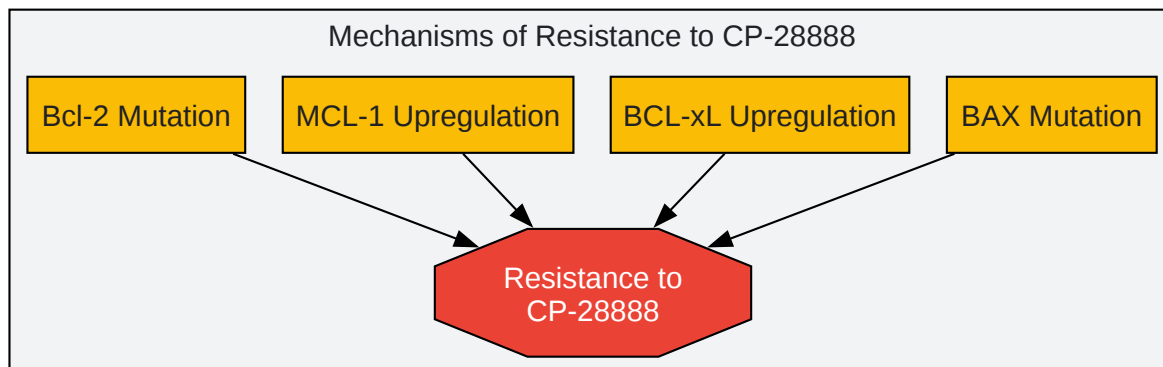 Mechanisms of Resistance to CP-28888
Bcl-2 Mutation
MCL-1 Upregulation
BCL-xL Upregulation
BAX Mutation
Resistance to
CP-28888